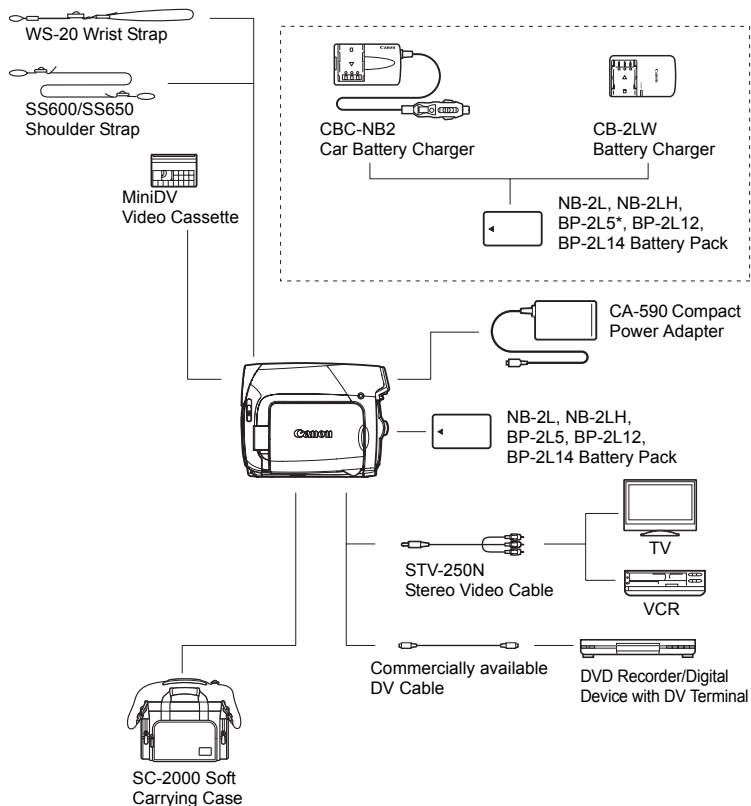 WS-20 Wrist Strap
SS600/SS650
Shoulder Strap
MiniDV
Video Cassette
Canon
CBC-NB2
Car Battery Charger
Canon
CB-2LW
Battery Charger
NB-2L, NB-2LH,
BP-2L5*, BP-2L12,
BP-2L14 Battery Pack
CA-590 Compact
Power Adapter
Canon
NB-2L, NB-2LH,
BP-2L5, BP-2L12,
BP-2L14 Battery Pack
STV-250N
Stereo Video Cable
TV
VCR
Commercially available
DV Cable
DVD Recorder/Digital
Device with DV Terminal
SC-2000 Soft
Carrying Case